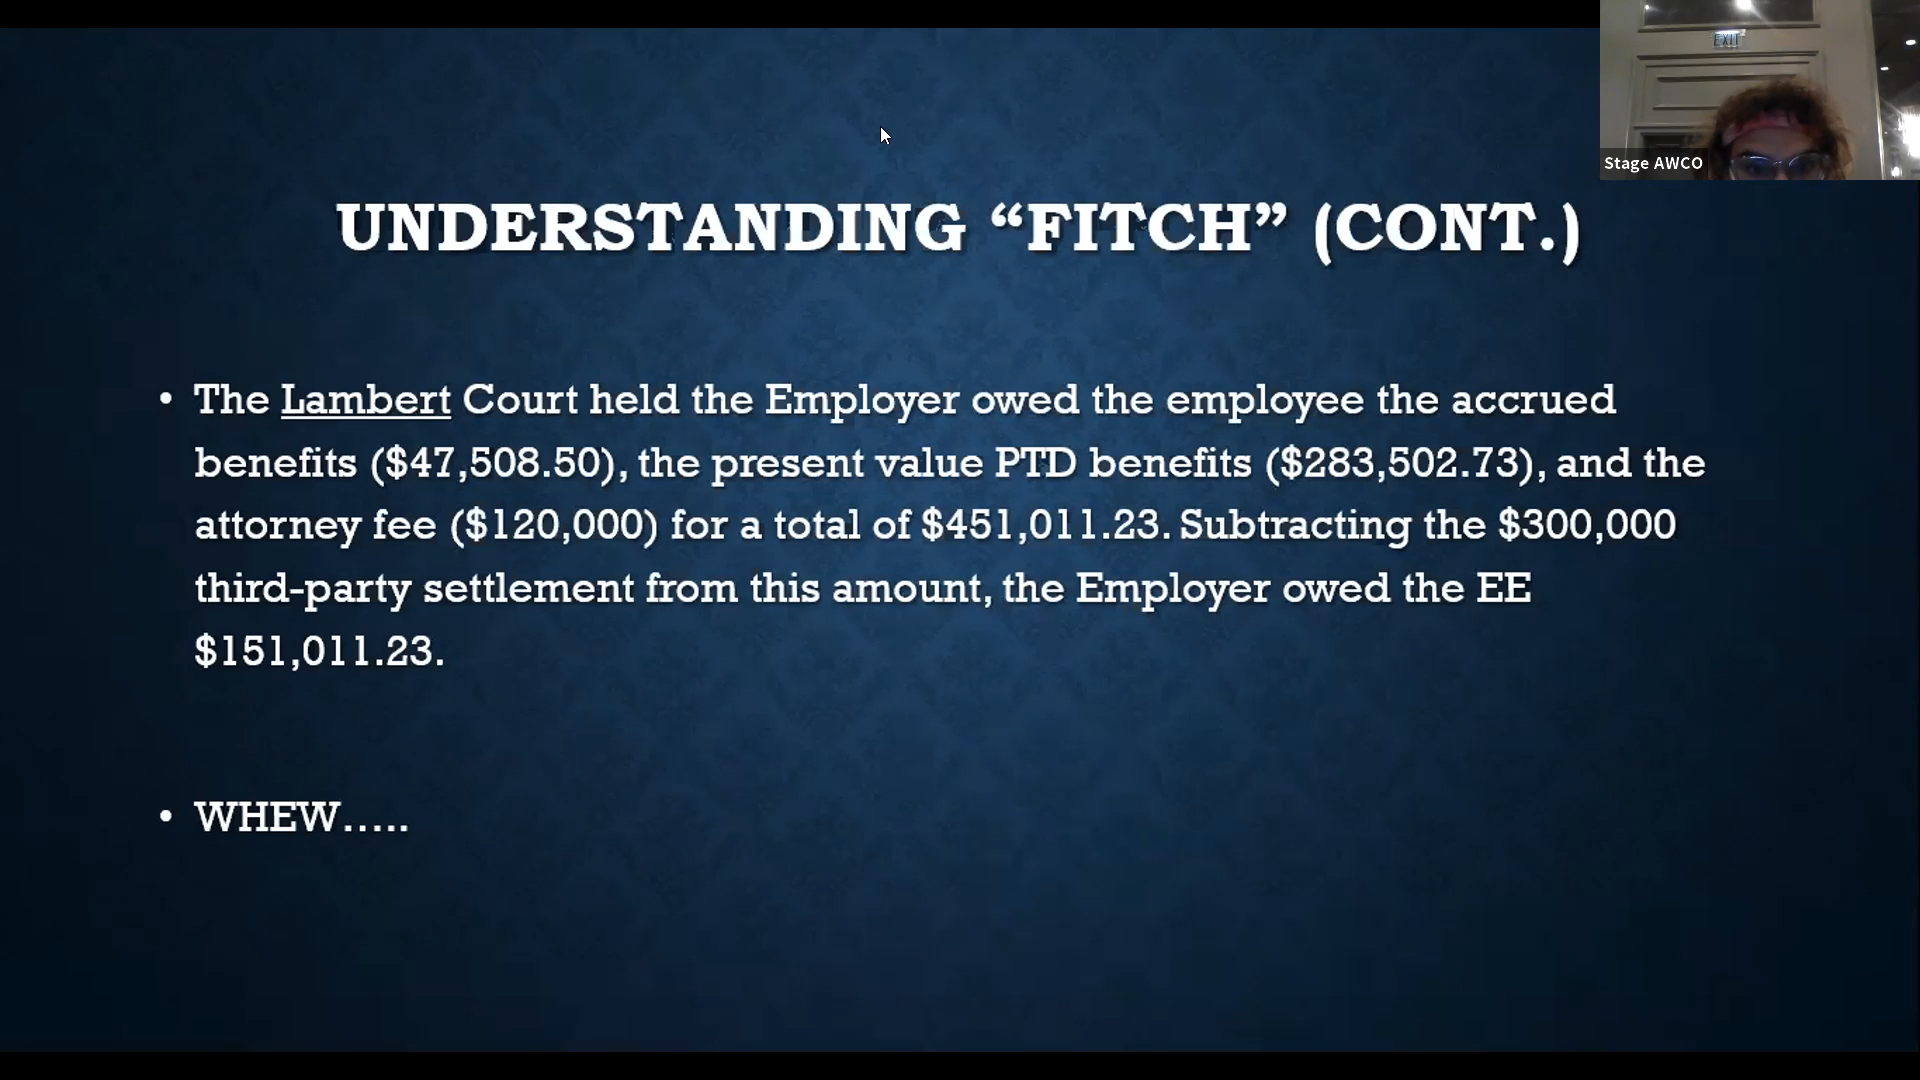 EXIT
Stage AWCO
UNDERSTANDING “FITCH” (CONT.)
• The Lambert Court held the Employer owed the employee the accrued
benefits ($47,508.50), the present value PTD benefits ($283,502.73), and the
attorney fee ($120,000) for a total of $451,011.23. Subtracting the $300,000
third-party settlement from this amount, the Employer owed the EE
$151,011.23.
• WHEW.....